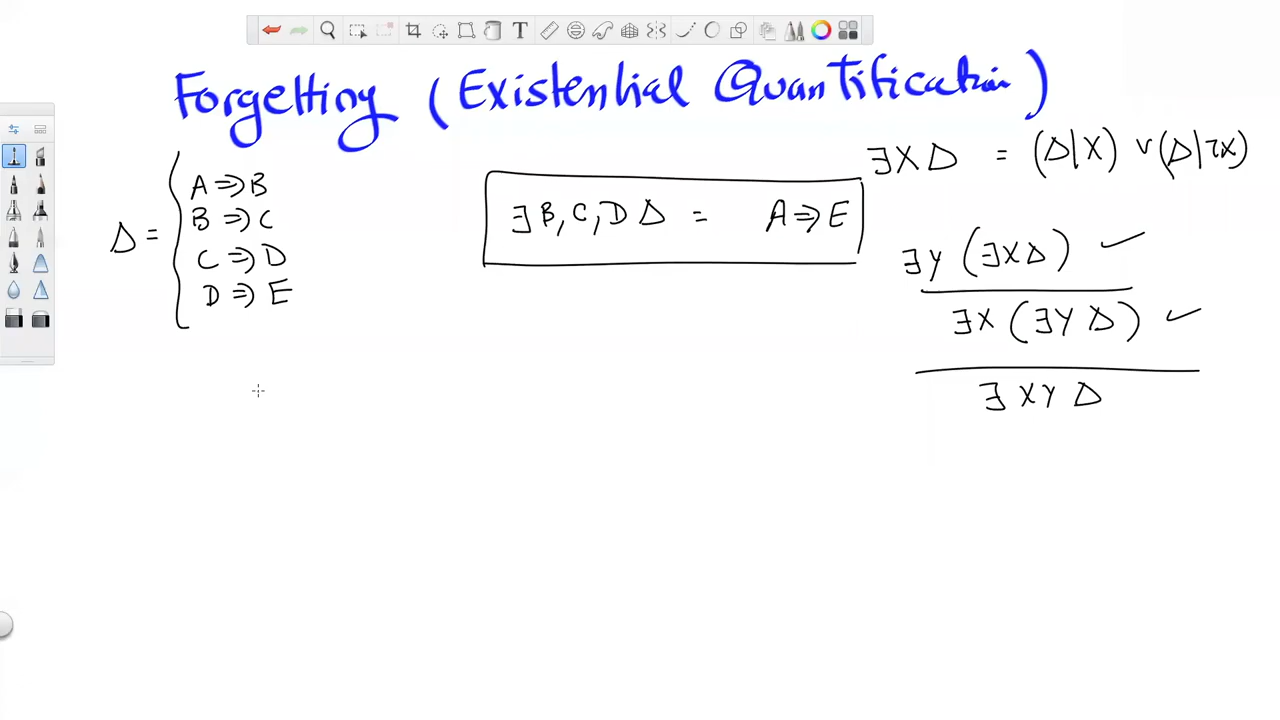 Forgetting (Existential Quantification)
∃X Δ = (Δ|X) ∨ (Δ|¬X)
Δ =
A ⇒ B
B ⇒ C
C ⇒ D
D ⇒ E
∃B, C, D Δ = A ⇒ E
∃Y (∃X Δ) ✓
∃X (∃Y Δ) ✓
∃ XY Δ